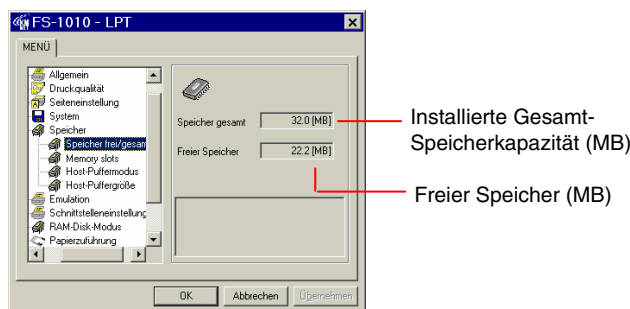 FS-1010 - LPT
MENÜ
Allgemein
Druckqualität
Seiteneinstellung
System
Speicher
Speicher frei/gesam
Memory slots
Host-Puffermodus
Host-Puffergröße
Emulation
Schnittstelleneinstellung
RAM-Disk-Modus
Papierzuführung
Speicher gesamt 32.0 [MB]
Freier Speicher 22.2 [MB]
OK Abbrechen Übernehmen
Installierte Gesamt-
Speicherkapazität (MB)
Freier Speicher (MB)